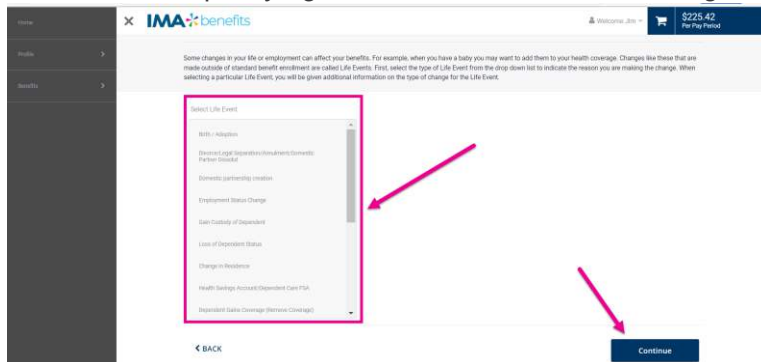 Home
IMA benefits
Welcome, Jim
$225.42
Per Pay Period
Profile
Benefits
Some changes in your life or employment can affect your benefits. For example, when you have a baby you may want to add them to your health coverage. Changes like these that are
made outside of standard benefit enrollment are called Life Events. First, select the type of Life Event from the drop down list to indicate the reason you are making the change. When
selecting a particular Life Event, you will be given additional information on the type of change for the Life Event.
Select Life Event
Birth / Adoption
Divorce/Legal Separation/Annulment/Domestic
Partner Dissolut
Domestic partnership creation
Employment Status Change
Gain Custody of Dependent
Loss of Dependent Status
Change in Residence
Health Savings Account/Dependent Care FSA
Dependent Gains Coverage (Remove Coverage)
BACK
Continue